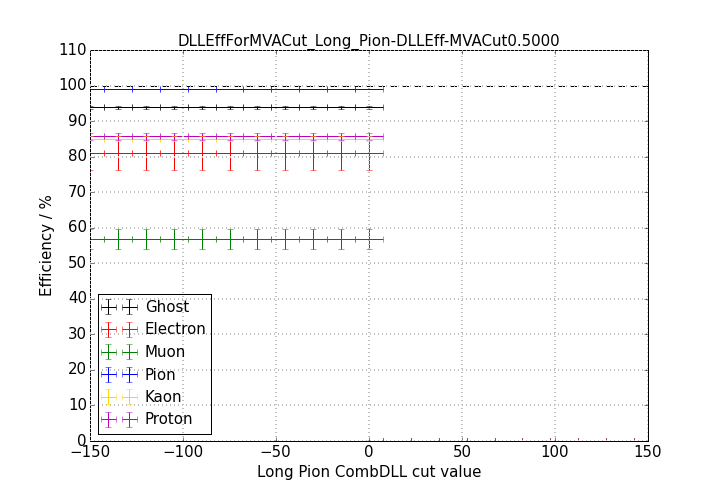 DLLEffForMVACut_Long_Pion-DLLEff-MVACut0.5000
110
100
90
80
70
60
50
40
30
20
10
0
Efficiency / %
Ghost
Electron
Muon
Pion
Kaon
Proton
−150 −100 −50 0 50 100 150
Long Pion CombDLL cut value